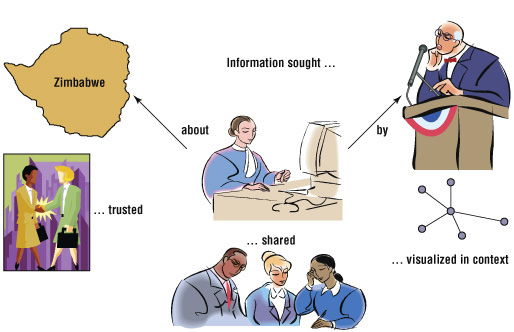 Information sought ...
Zimbabwe
about
by
... trusted
... shared
... visualized in context